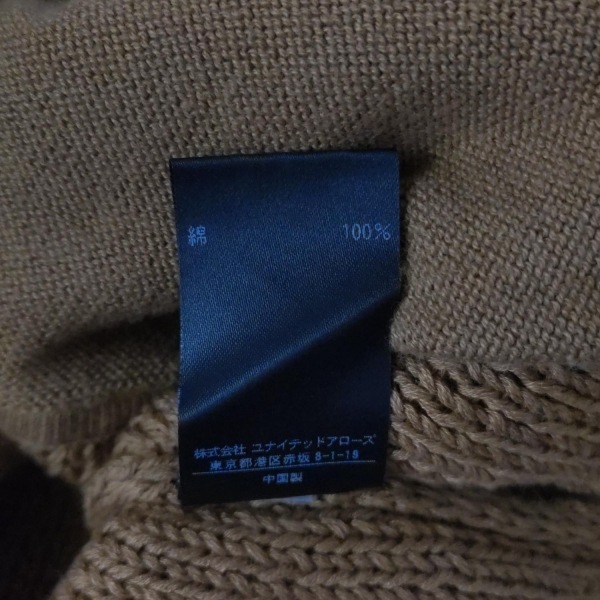 綿 100%
株式会社 ユナイテッドアローズ
東京都港区赤坂 8-1-19
中国製